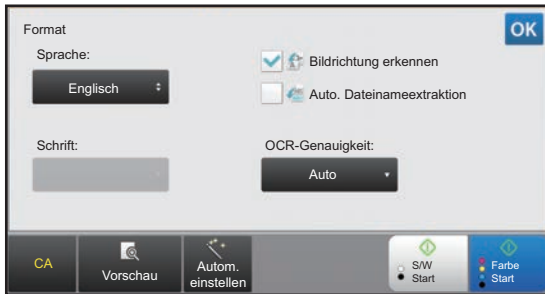 Format
OK
Sprache:
Englisch
Bildrichtung erkennen
Auto. Dateinameextraktion
Schrift:
OCR-Genauigkeit:
Auto
CA
Vorschau
Autom.
einstellen
S/W
Start
Farbe
Start